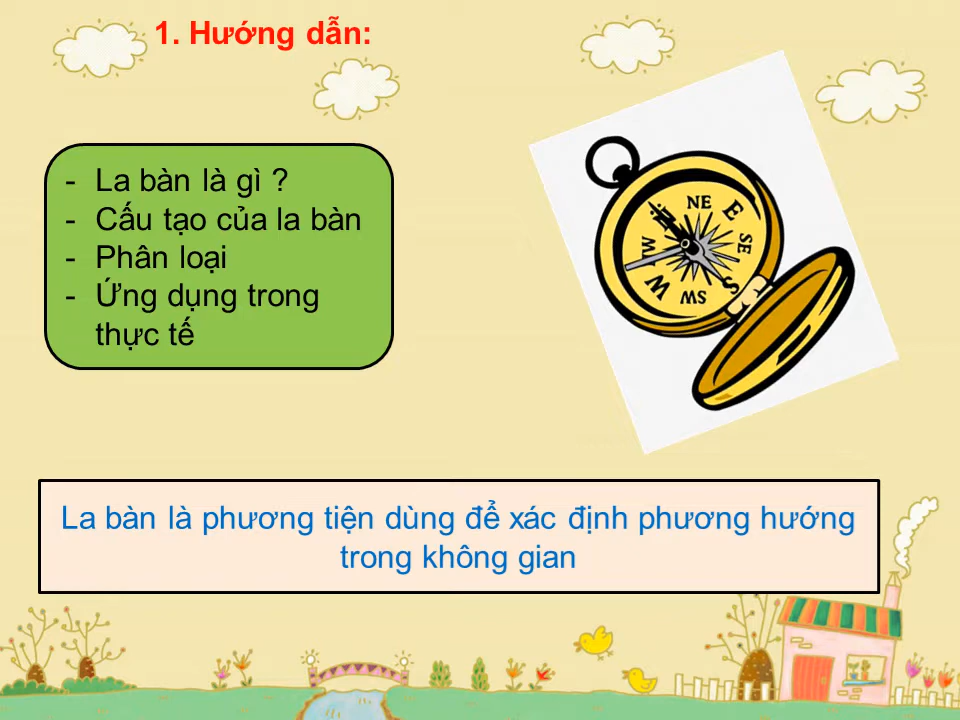 1. Hướng dẫn:
- La bàn là gì ?
- Cấu tạo của la bàn
- Phân loại
- Ứng dụng trong
thực tế
NE
E
SE
S
SW
W
La bàn là phương tiện dùng để xác định phương hướng
trong không gian